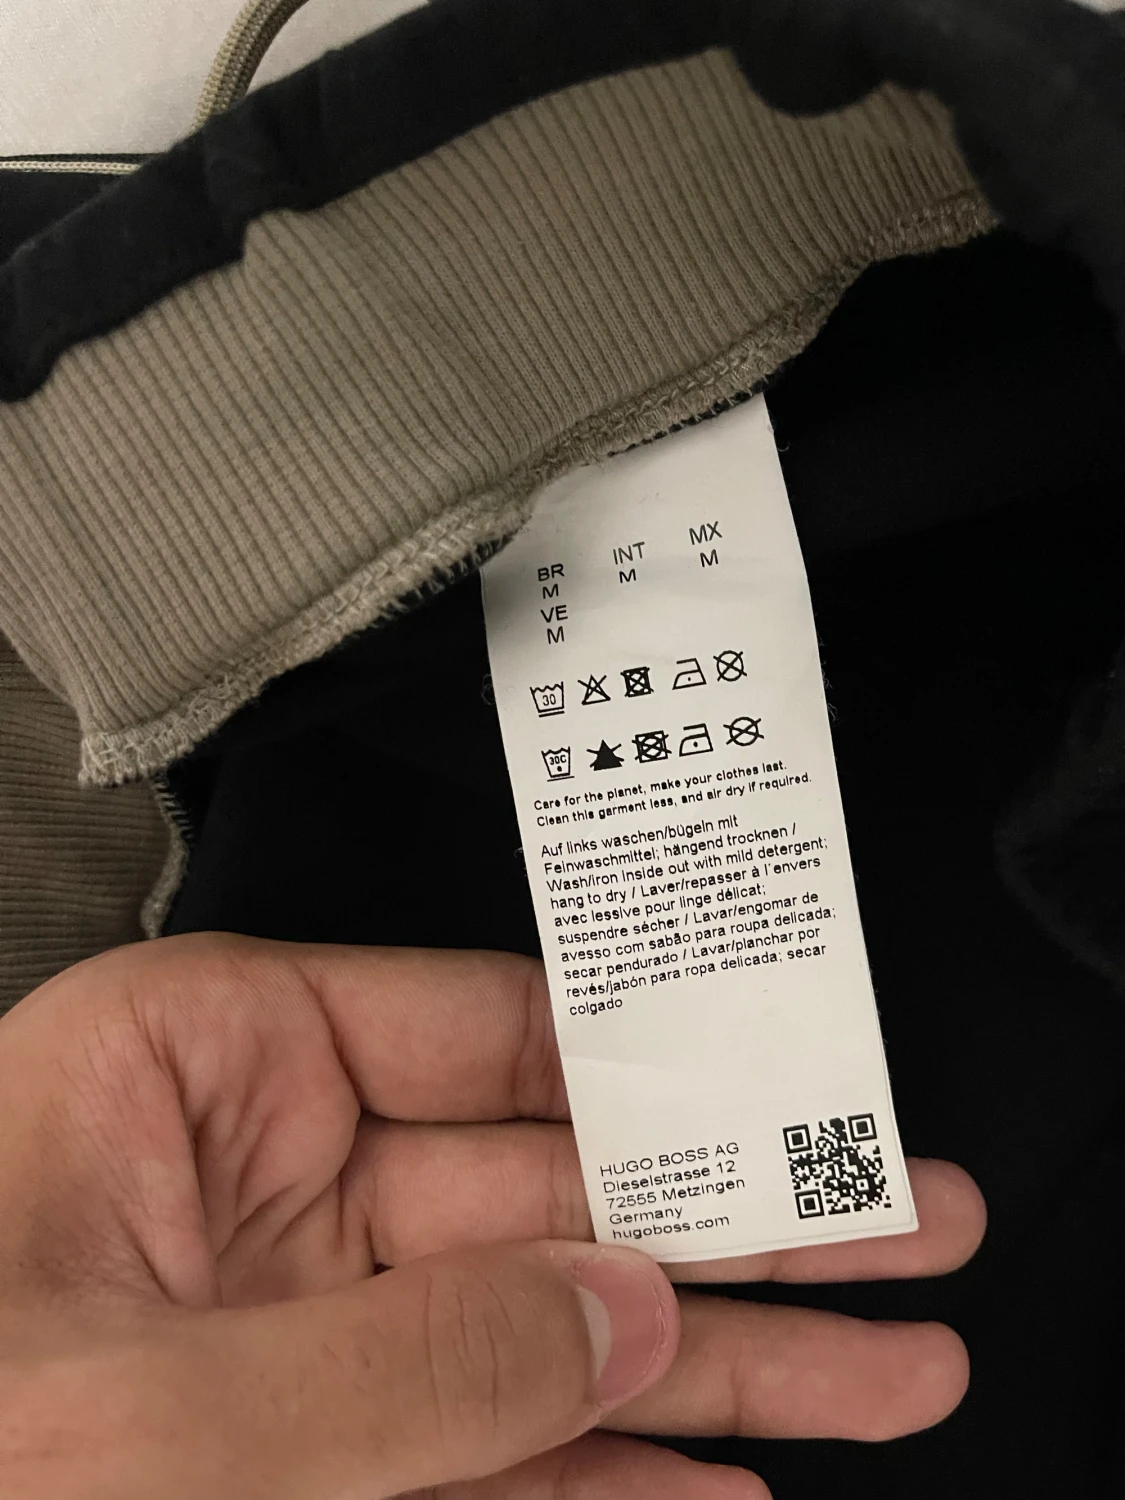 BR INT MX
M M M
VE
M
30
30C
Care for the planet, make your clothes last.
Clean this garment less, and air dry if required.
Auf links waschen/bügeln mit
Feinwaschmittel; hängend trocknen /
Wash/iron inside out with mild detergent;
hang to dry / Laver/repasser à l'envers
avec lessive pour linge délicat;
suspendre sécher / Lavar/engomar de
avesso com sabão para roupa delicada;
secar pendurado / Lavar/planchar por
revés/jabón para ropa delicada; secar
colgado
HUGO BOSS AG
Dieselstrasse 12
72555 Metzingen
Germany
hugoboss.com